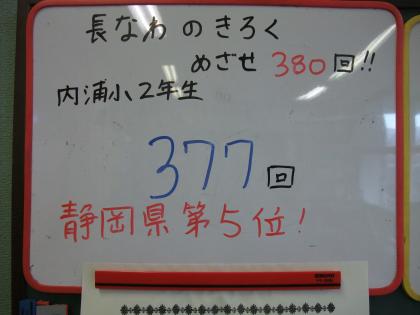 長なわのきろく
めざせ 380回!!
内浦小2年生
377回
静岡県第5位!